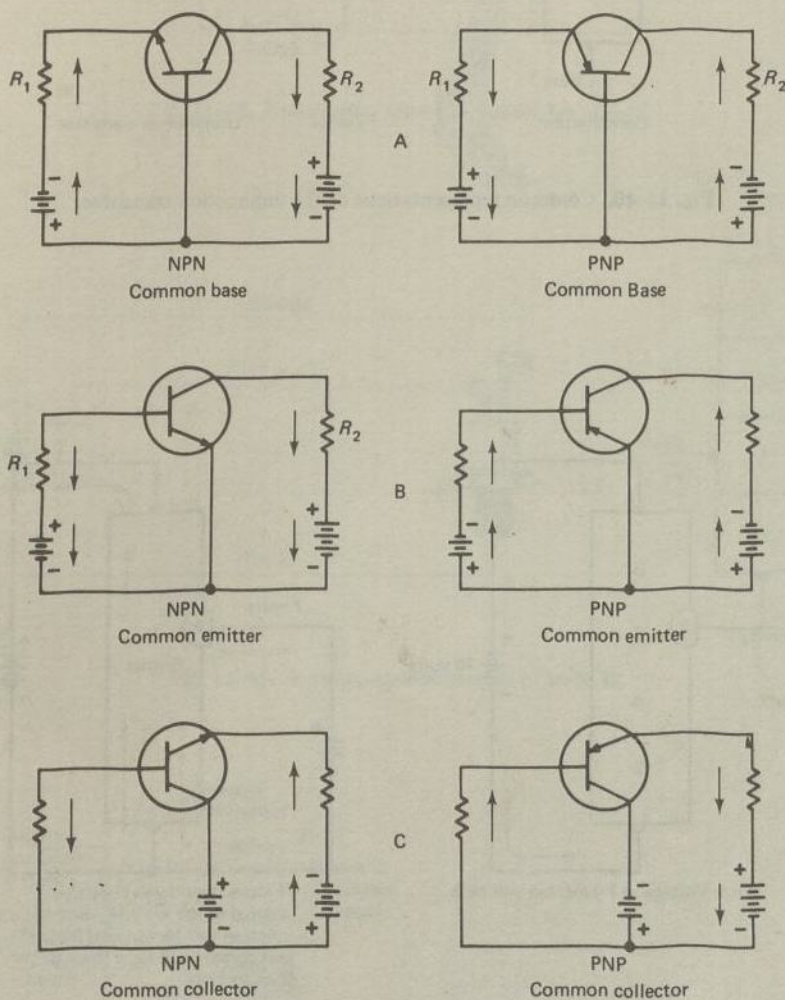 R₁
R₂
R₁
R₂
-
+
+
-
A
+
-
-
+
NPN
Common base
PNP
Common Base
R₁
R₂
+
-
+
-
B
-
+
-
+
NPN
Common emitter
PNP
Common emitter
C
+
-
-
+
-
+
+
-
NPN
Common collector
PNP
Common collector